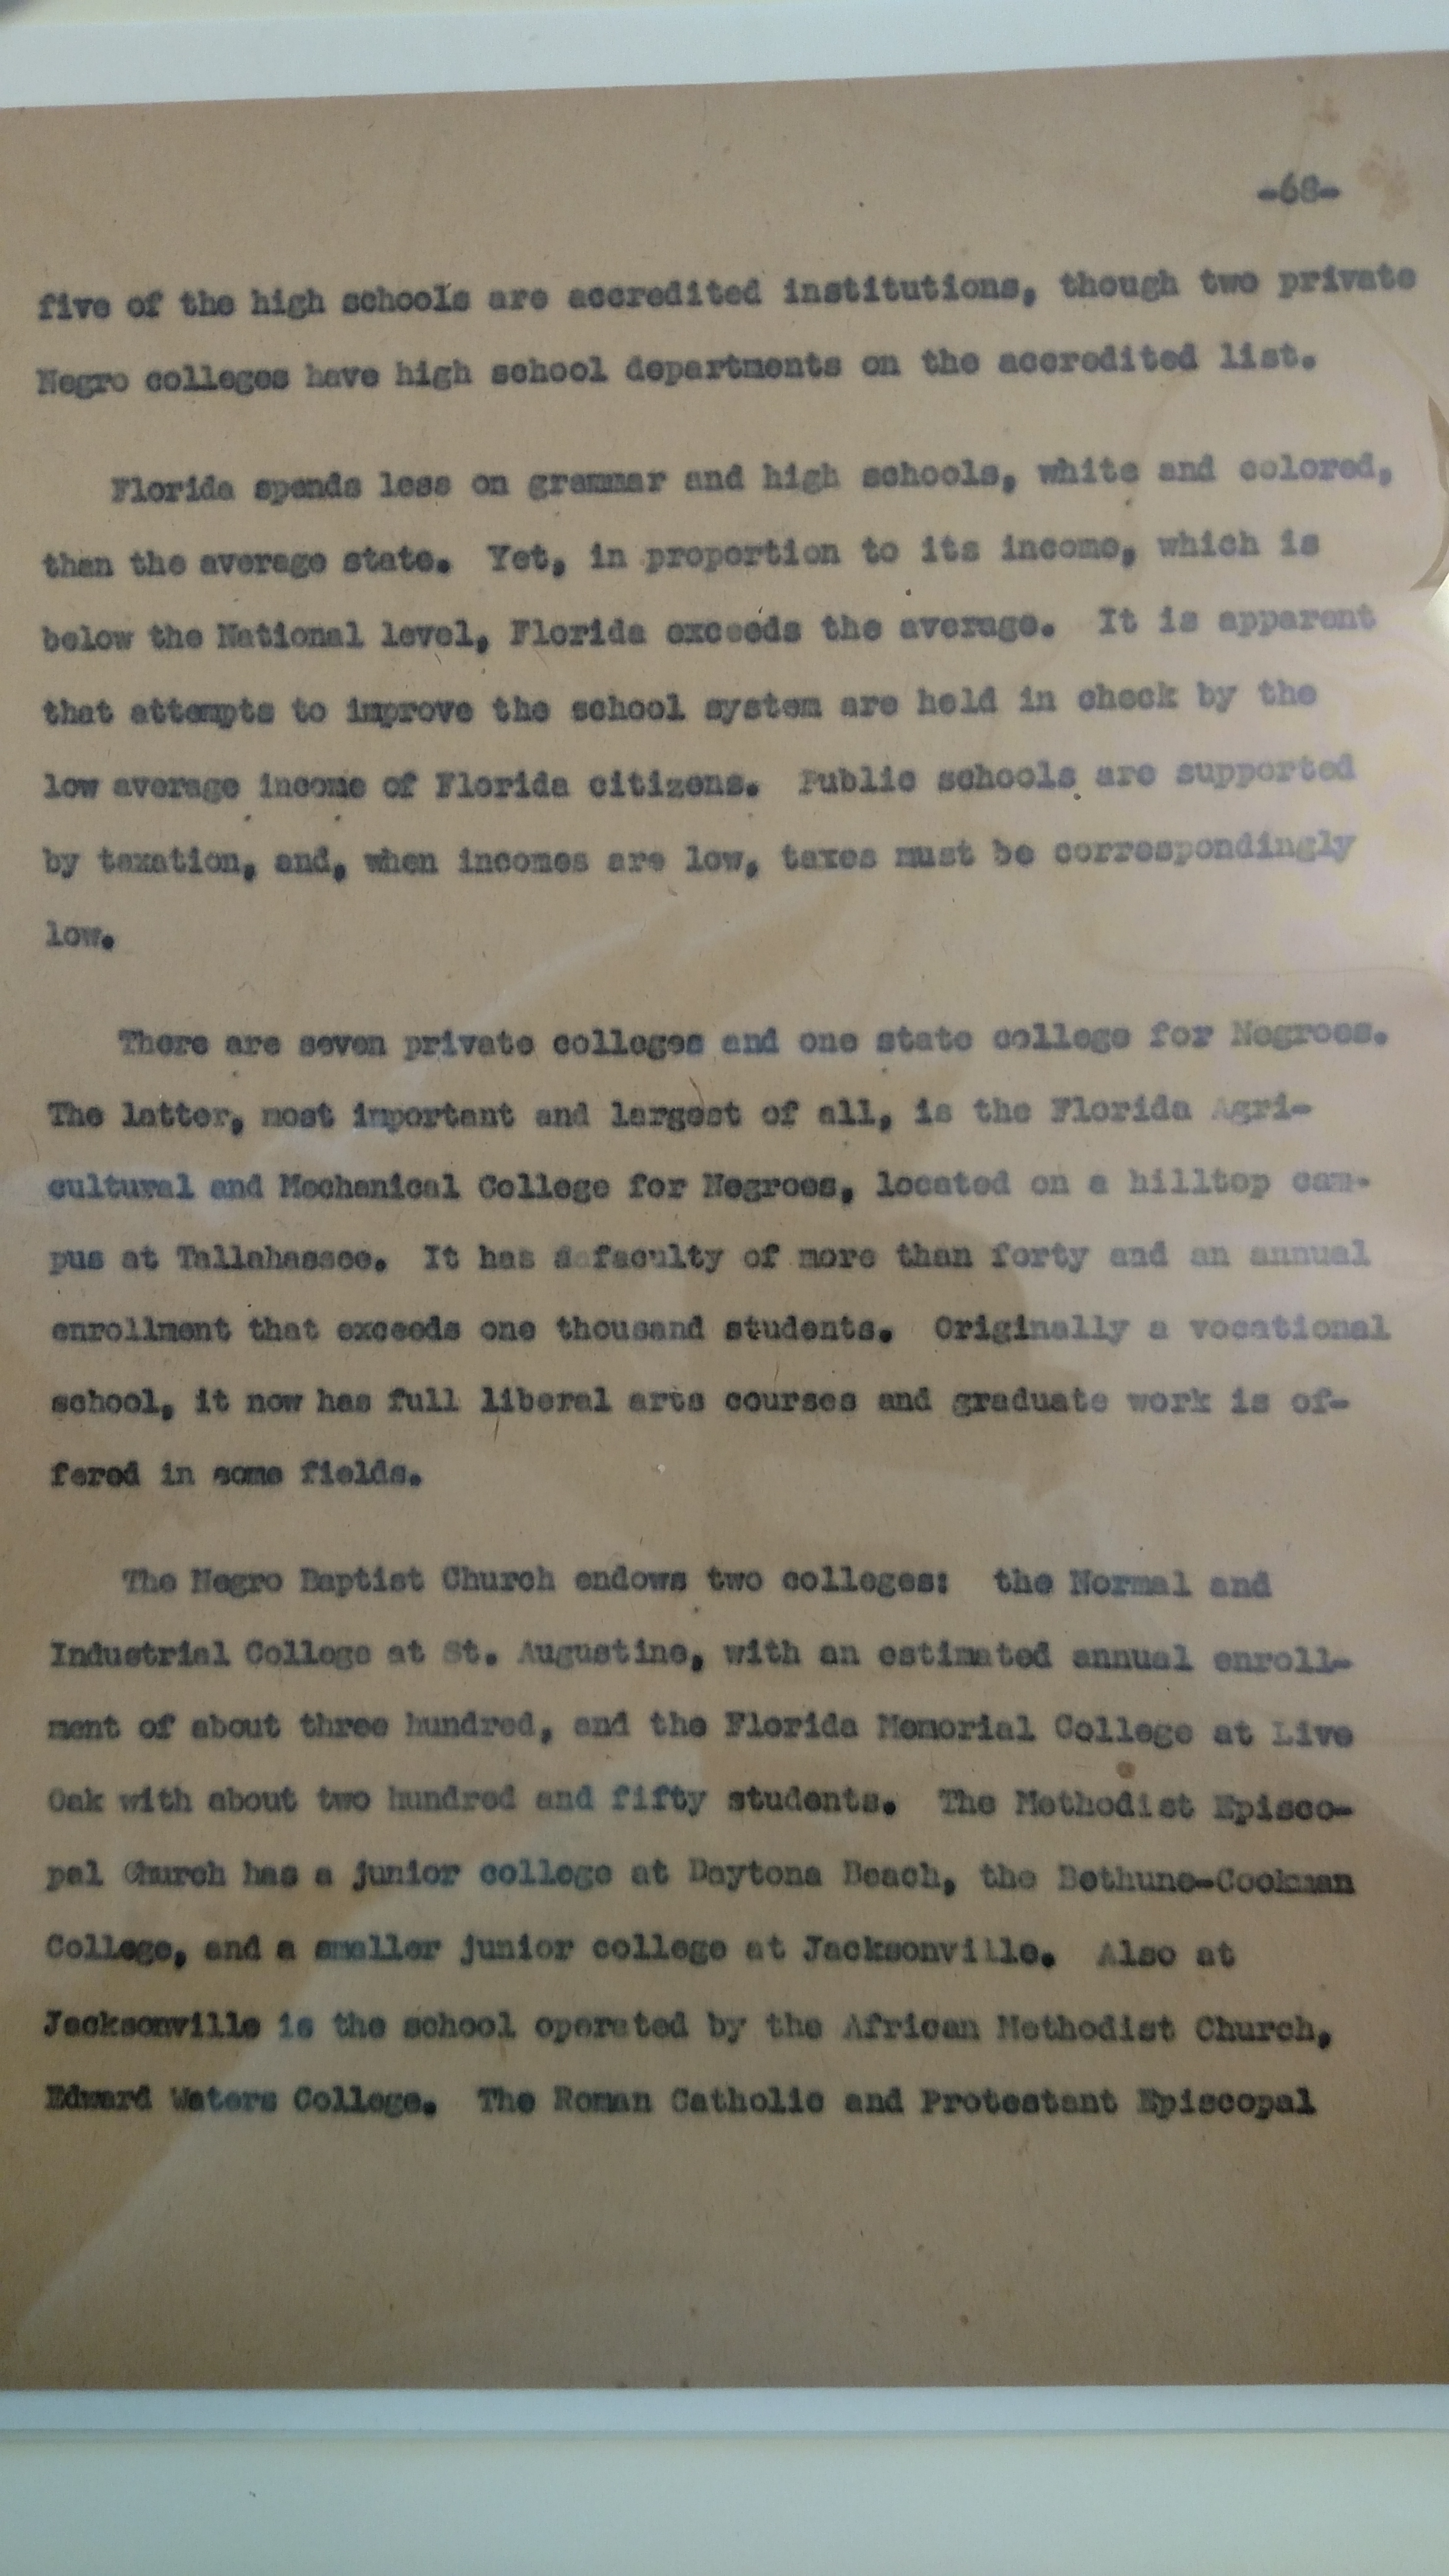 -68-
five of the high schools are accredited institutions, though two private
Negro colleges have high school departments on the accredited list.
Florida spends less on grammar and high schools, white and colored,
than the average state. Yet, in proportion to its income, which is
below the National level, Florida exceeds the average. It is apparent
that attempts to improve the school system are held in check by the
low average income of Florida citizens. Public schools are supported
by taxation, and, when incomes are low, taxes must be correspondingly
low.
There are seven private colleges and one state college for Negroes.
The latter, most important and largest of all, is the Florida Agri-
cultural and Mechanical College for Negroes, located on a hilltop cam-
pus at Tallahassee. It has a faculty of more than forty and an annual
enrollment that exceeds one thousand students. Originally a vocational
school, it now has full liberal arts courses and graduate work is of-
fered in some fields.
The Negro Baptist Church endows two colleges: the Normal and
Industrial College at St. Augustine, with an estimated annual enroll-
ment of about three hundred, and the Florida Memorial College at Live
Oak with about two hundred and fifty students. The Methodist Episco-
pal Church has a junior college at Daytona Beach, the Bethune-Cookman
College, and a smaller junior college at Jacksonville. Also at
Jacksonville is the school operated by the African Methodist Church,
Edward Waters College. The Roman Catholic and Protestant Episcopal